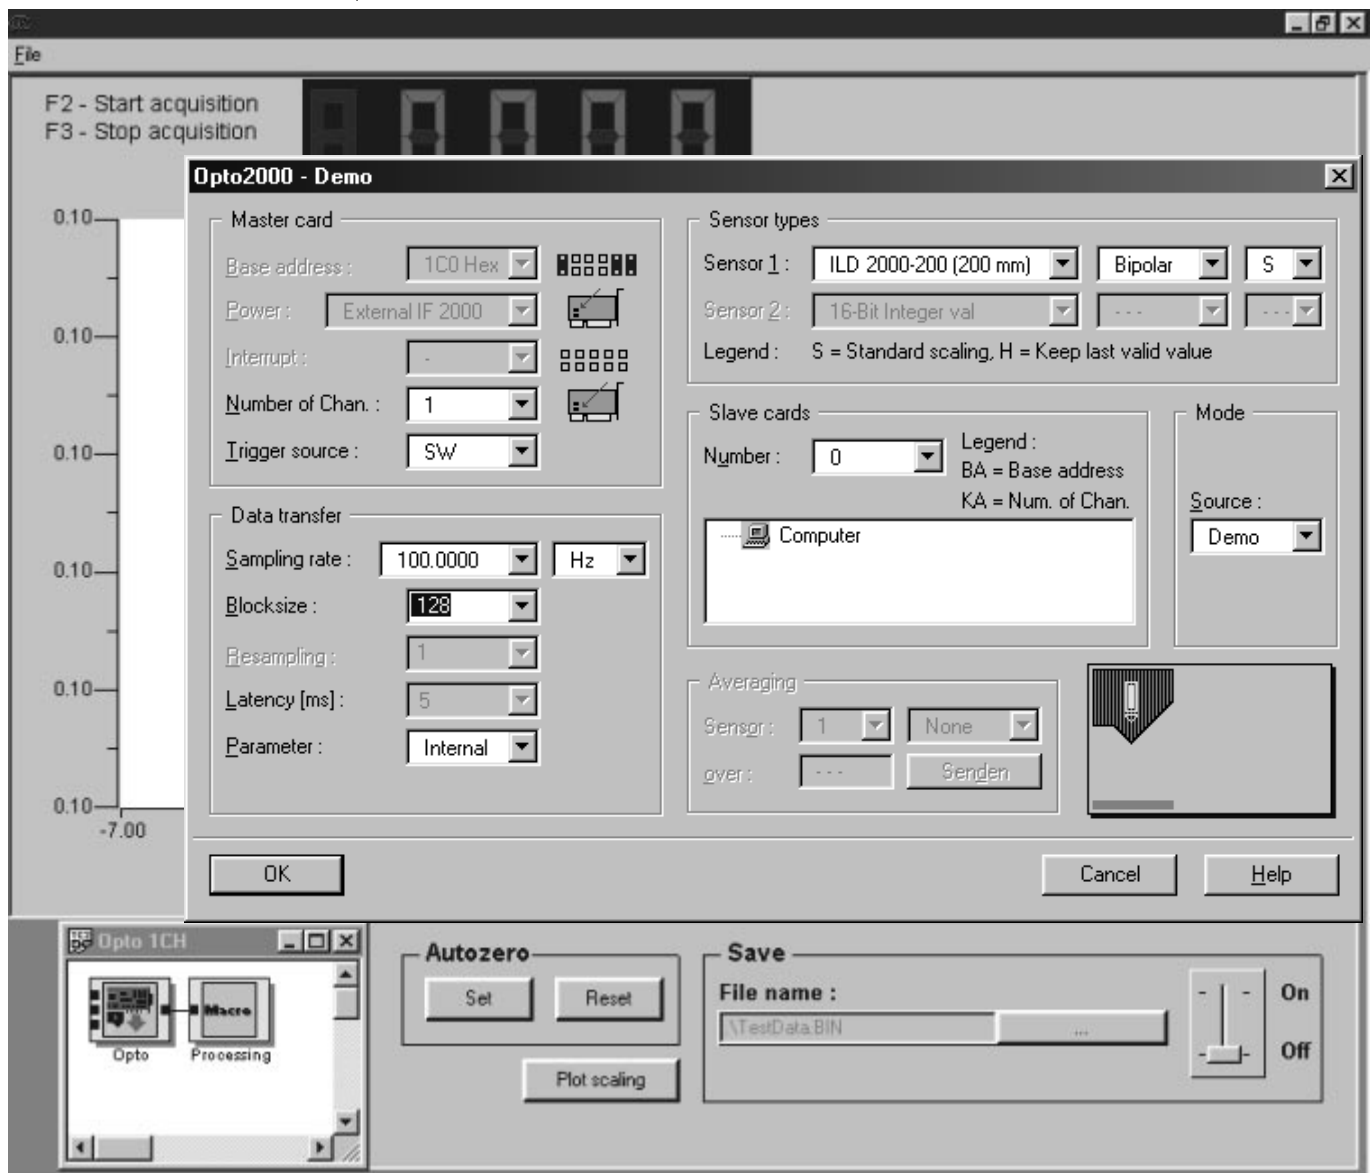 File
F2 - Start acquisition
F3 - Stop acquisition
Opto2000 - Demo
0.10
0.10
0.10
0.10
0.10
0.10
-7.00
Master card
Base address : 1C0 Hex
Power : External IF 2000
Interrupt : -
Number of Chan. : 1
Trigger source : SW
Data transfer
Sampling rate : 100.0000 Hz
Blocksize : 128
Resampling : 1
Latency [ms] : 5
Parameter : Internal
Sensor types
Sensor 1 : ILD 2000-200 (200 mm) Bipolar S
Sensor 2 : 16-Bit Integer val - - - - - -
Legend : S = Standard scaling, H = Keep last valid value
Slave cards
Number : 0
Legend :
BA = Base address
KA = Num. of Chan.
Computer
Mode
Source :
Demo
Averaging
Sensor : 1 None
over : - - - Senden
OK Cancel Help
Opto 1CH
Macro
Opto Processing
Autozero
Set Reset
Plot scaling
Save
File name :
.\TestData.BIN ...
On
Off